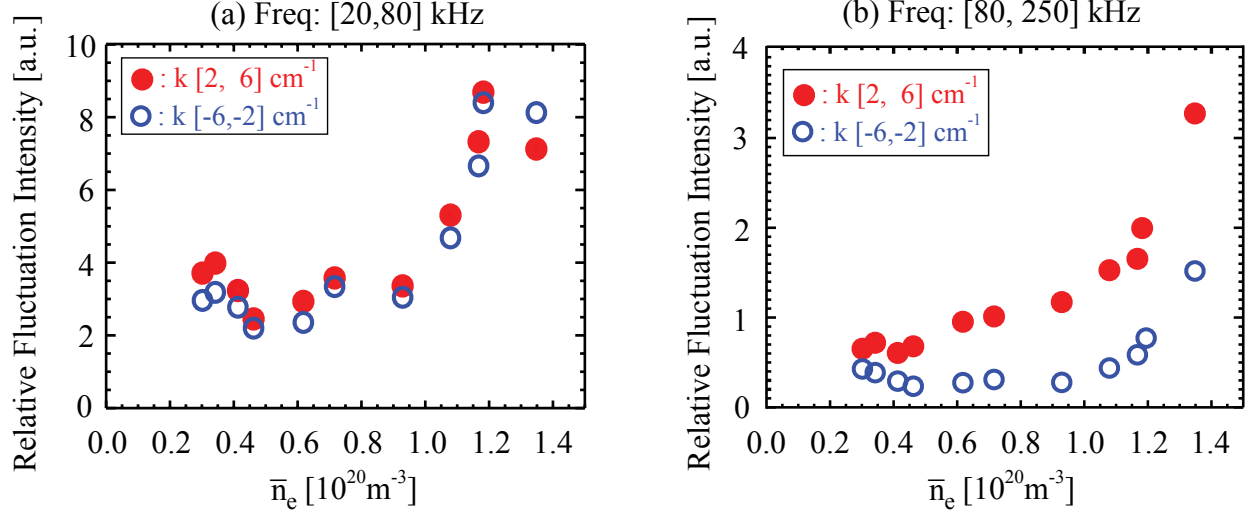 (a) Freq: [20,80] kHz
Relative Fluctuation Intensity [a.u.]
10
8
6
4
2
0
: k [2, 6] cm⁻¹
: k [-6,-2] cm⁻¹
0.0 0.2 0.4 0.6 0.8 1.0 1.2 1.4
n̄ₑ [10²⁰m⁻³]
(b) Freq: [80, 250] kHz
Relative Fluctuation Intensity [a.u.]
4
3
2
1
0
: k [2, 6] cm⁻¹
: k [-6,-2] cm⁻¹
0.0 0.2 0.4 0.6 0.8 1.0 1.2 1.4
n̄ₑ [10²⁰m⁻³]